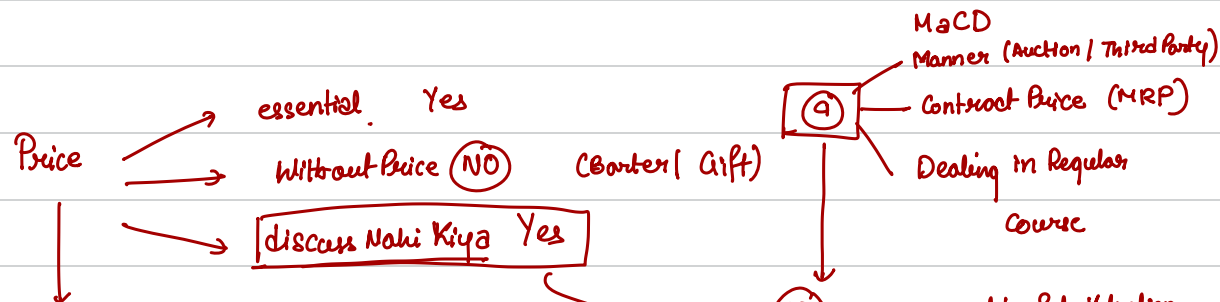 MaCD
Manner (Auction / Third Party)
essential. Yes
a
Contract Price (MRP)
Price
Without Price NO (Barter / Gift)
Dealing in Regular
Course
discuss Nahi Kiya Yes